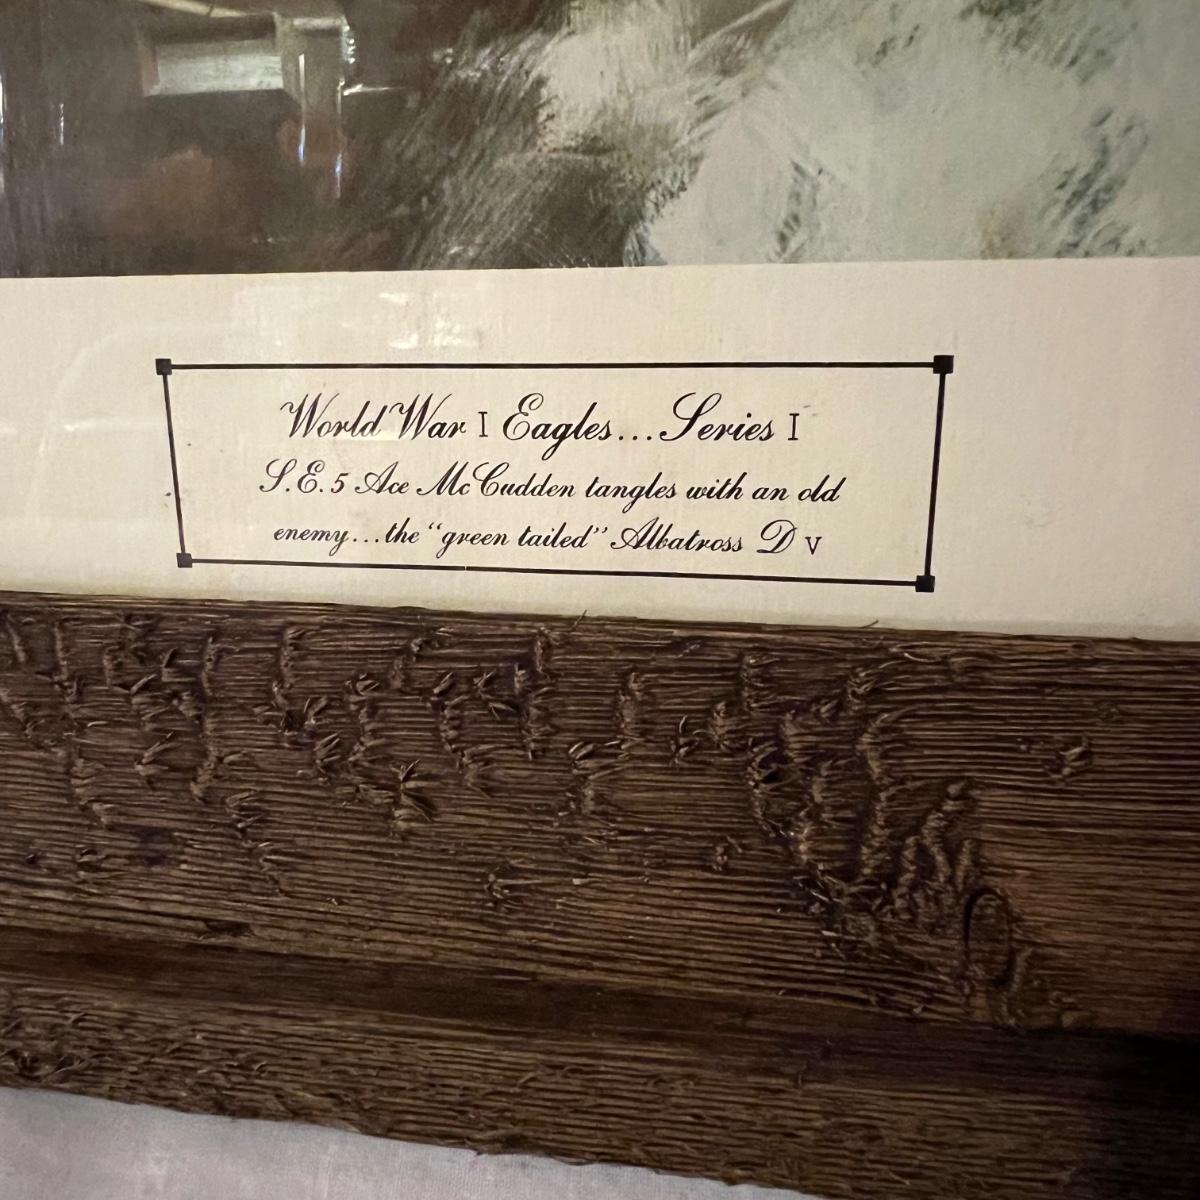 World War I Eagles...Series I
S.E. 5 Ace McCudden tangles with an old
enemy...the "green tailed" Albatross D V